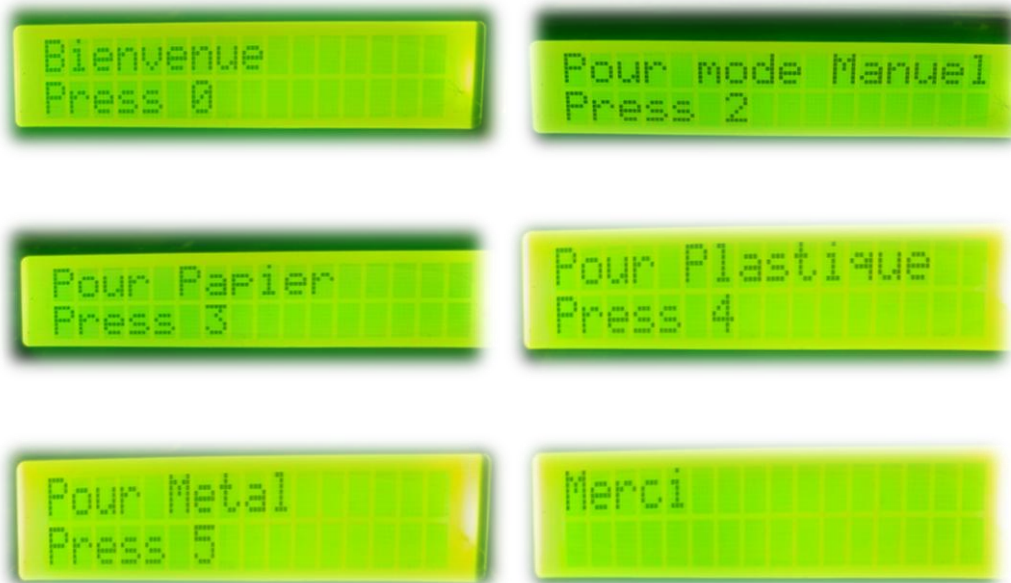 Bienvenue
Press 0
Pour mode Manuel
Press 2
Pour Papier
Press 3
Pour Plastique
Press 4
Pour Metal
Press 5
Merci